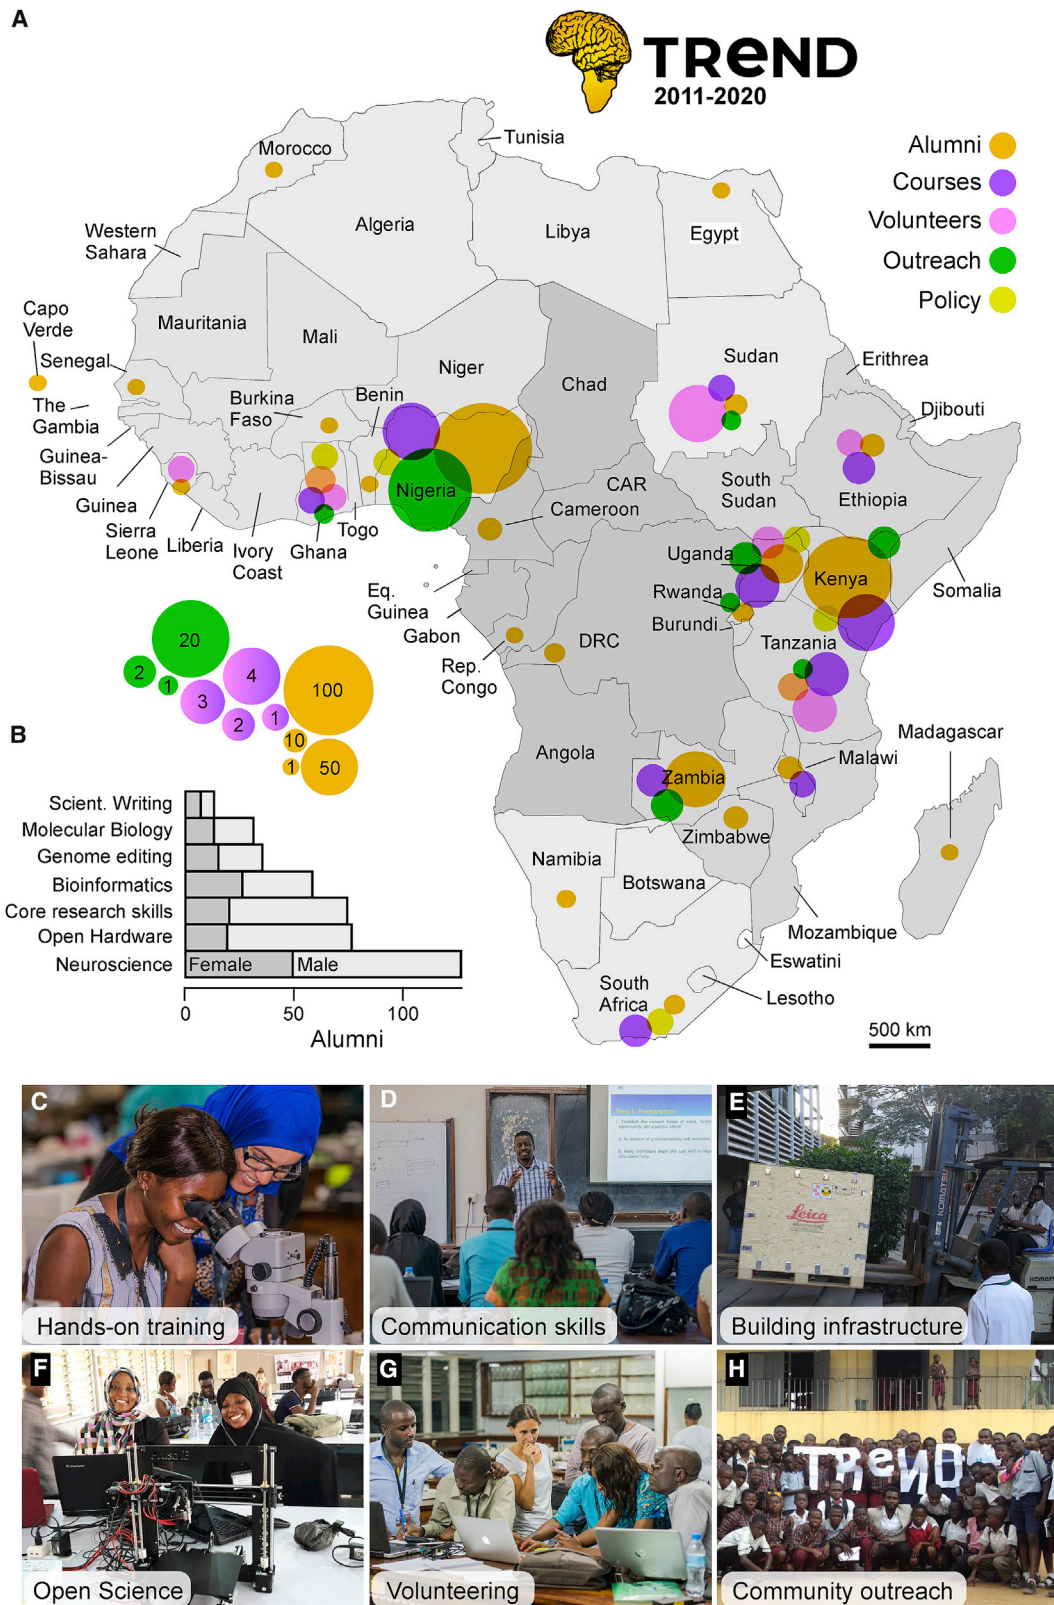 A
TReND
2011-2020
Alumni
Courses
Volunteers
Outreach
Policy
Tunisia
Morocco
Algeria
Libya
Egypt
Western
Sahara
Mauritania
Mali
Niger
Chad
Sudan
Erithrea
Djibouti
Capo
Verde
Senegal
The
Gambia
Guinea-
Bissau
Guinea
Sierra
Leone
Liberia
Ivory
Coast
Ghana
Togo
Burkina
Faso
Benin
Nigeria
Cameroon
CAR
South
Sudan
Ethiopia
Somalia
Uganda
Kenya
Rwanda
Burundi
Tanzania
Eq.
Guinea
Gabon
Rep.
Congo
DRC
Angola
Zambia
Malawi
Madagascar
Zimbabwe
Namibia
Botswana
Mozambique
Eswatini
Lesotho
South
Africa
500 km
20
2
1
3
4
2
1
100
10
1
50
B
Scient. Writing
Molecular Biology
Genome editing
Bioinformatics
Core research skills
Open Hardware
Neuroscience
Female
Male
0
50
100
Alumni
C
Hands-on training
D
Step 1: Preparation
Communication skills
E
Leica
KOMATSU
KOMATSU
Building infrastructure
F
Open Science
G
Volunteering
H
TReND
Community outreach